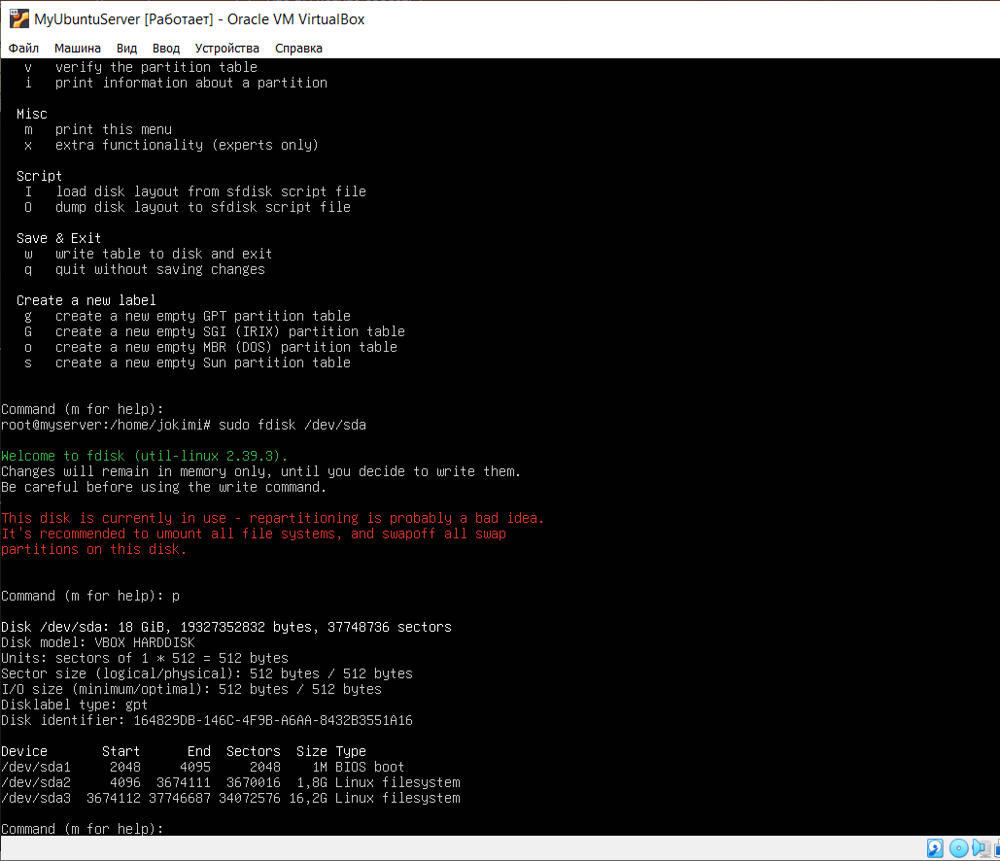 MyUbuntuServer [Работает] - Oracle VM VirtualBox
Файл Машина Вид Ввод Устройства Справка
v verify the partition table
i print information about a partition
Misc
m print this menu
x extra functionality (experts only)
Script
I load disk layout from sfdisk script file
O dump disk layout to sfdisk script file
Save & Exit
w write table to disk and exit
q quit without saving changes
Create a new label
g create a new empty GPT partition table
G create a new empty SGI (IRIX) partition table
o create a new empty MBR (DOS) partition table
s create a new empty Sun partition table
Command (m for help):
root@myserver:/home/jokimi# sudo fdisk /dev/sda
Welcome to fdisk (util-linux 2.39.3).
Changes will remain in memory only, until you decide to write them.
Be careful before using the write command.
This disk is currently in use - repartitioning is probably a bad idea.
It's recommended to umount all file systems, and swapoff all swap
partitions on this disk.
Command (m for help): p
Disk /dev/sda: 18 GiB, 19327352832 bytes, 37748736 sectors
Disk model: VBOX HARDDISK
Units: sectors of 1 * 512 = 512 bytes
Sector size (logical/physical): 512 bytes / 512 bytes
I/O size (minimum/optimal): 512 bytes / 512 bytes
Disklabel type: gpt
Disk identifier: 164829DB-146C-4F9B-A6AA-8432B3551A16
Device Start End Sectors Size Type
/dev/sda1 2048 4095 2048 1M BIOS boot
/dev/sda2 4096 3674111 3670016 1,8G Linux filesystem
/dev/sda3 3674112 37746687 34072576 16,2G Linux filesystem
Command (m for help):